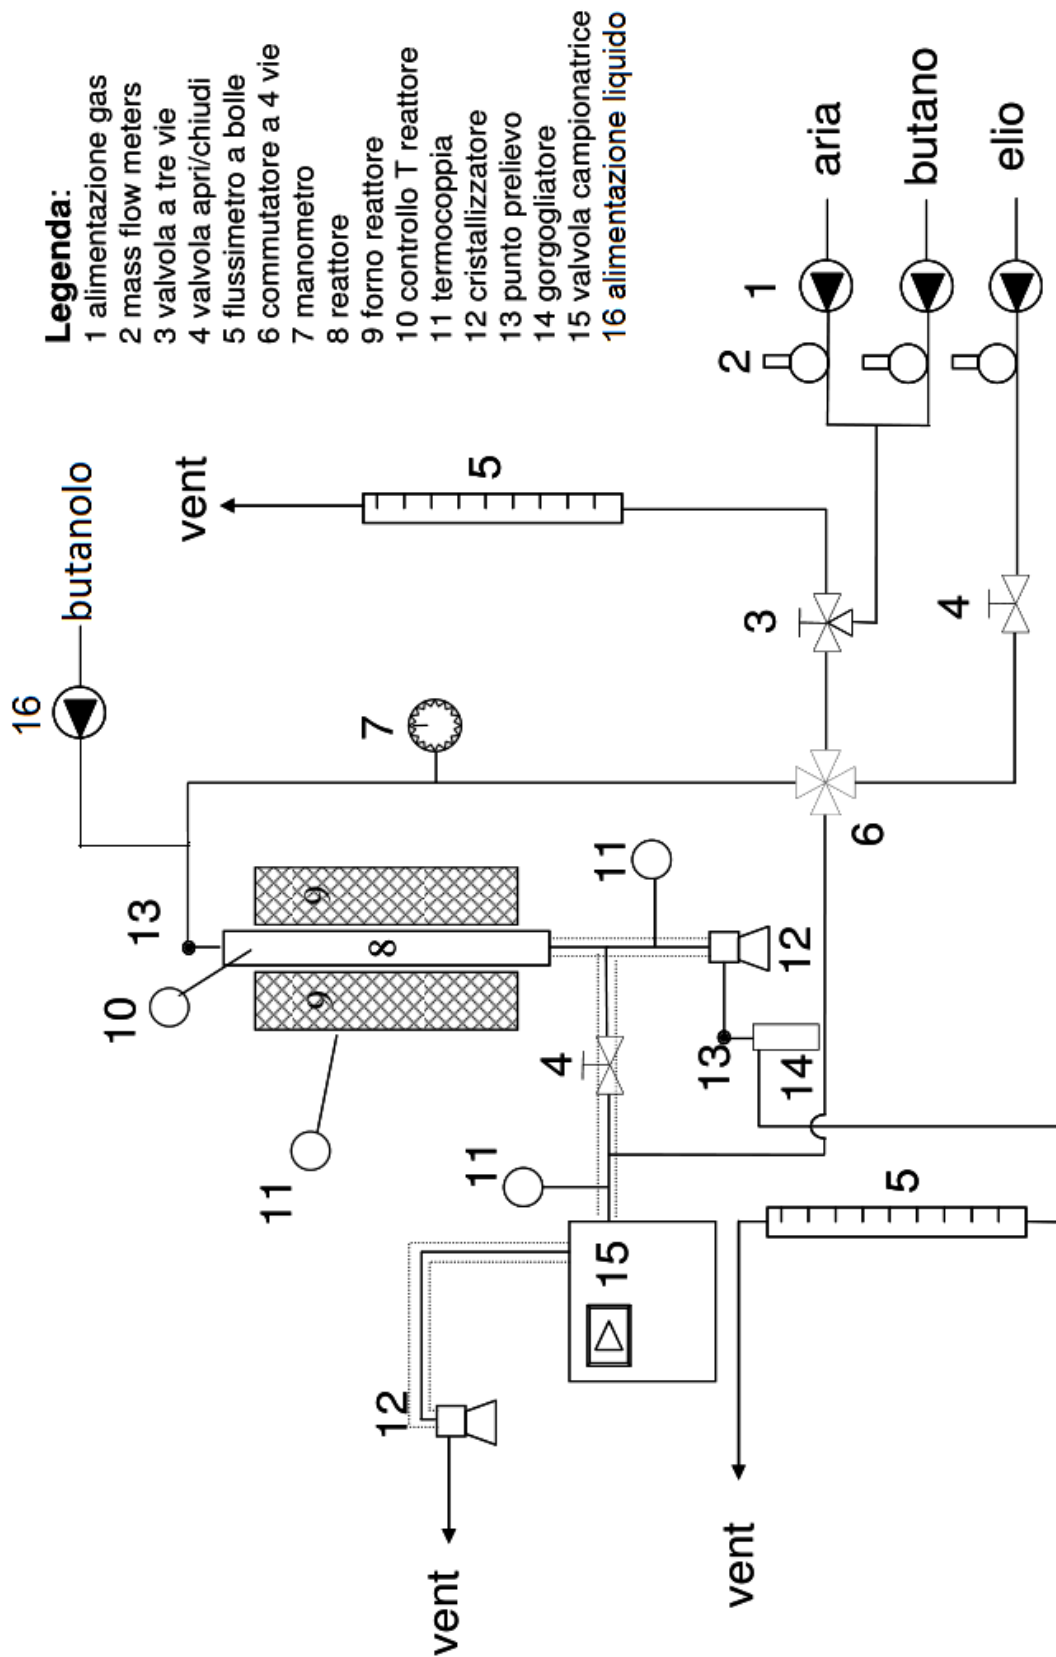 Legenda:
1 alimentazione gas
2 mass flow meters
3 valvola a tre vie
4 valvola apri/chiudi
5 flussimetro a bolle
6 commutatore a 4 vie
7 manometro
8 reattore
9 forno reattore
10 controllo T reattore
11 termocoppia
12 cristallizzatore
13 punto prelievo
14 gorgogliatore
15 valvola campionatrice
16 alimentazione liquido
16
butanolo
vent
5
13
10
9
8
9
7
11
11
11
4
12
13
14
12
15
vent
5
vent
6
3
4
2
1
aria
butano
elio